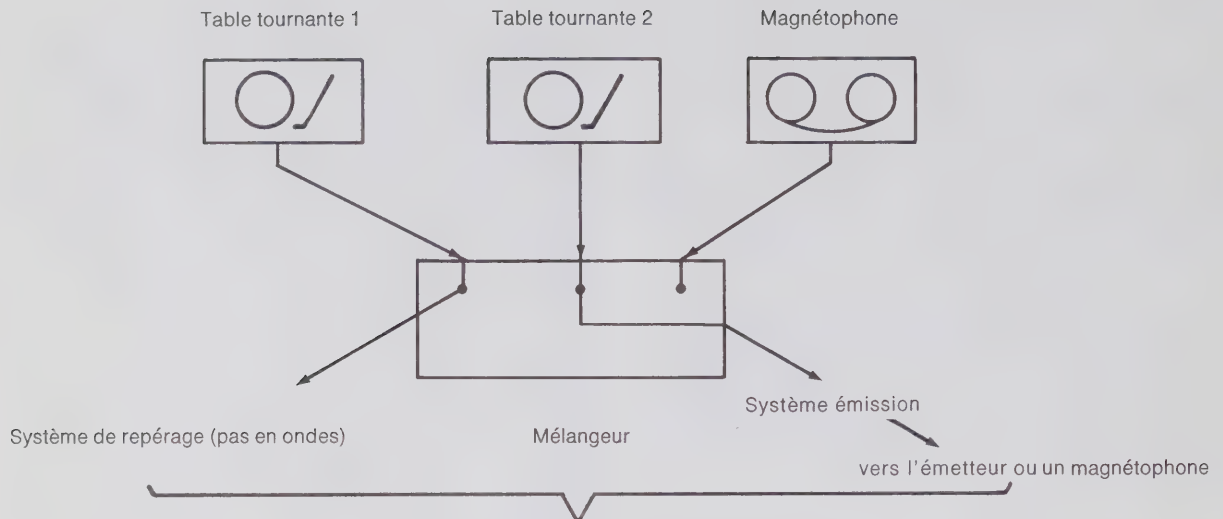 Table tournante 1
Table tournante 2
Magnétophone
Système émission
Système de repérage (pas en ondes)
Mélangeur
vers l'émetteur ou un magnétophone